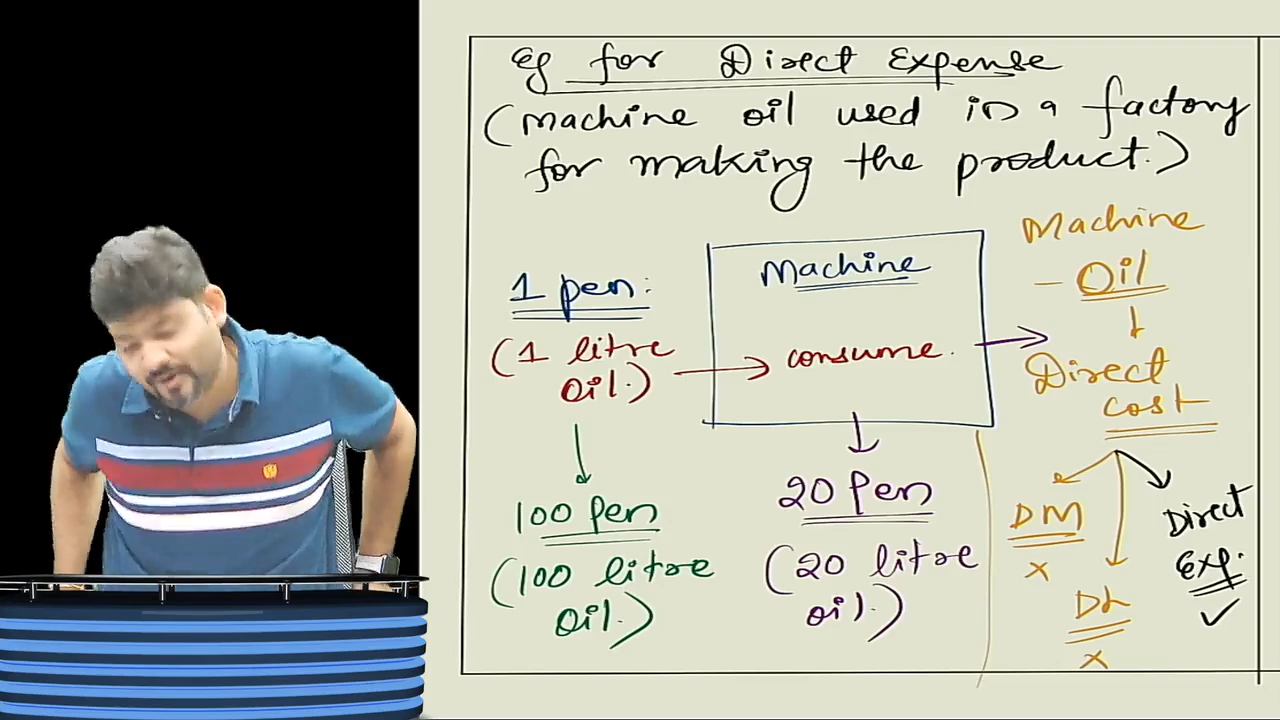 Eg for Direct Expense
(Machine oil used in a factory
for making the product.)
1 pen:
(1 litre
oil.)
100 Pen
(100 litre
oil.)
Machine
consume.
20 Pen
(20 litre
oil.)
Machine
- Oil
Direct
cost
DM
x
DL
x
Direct
Exp.
✓